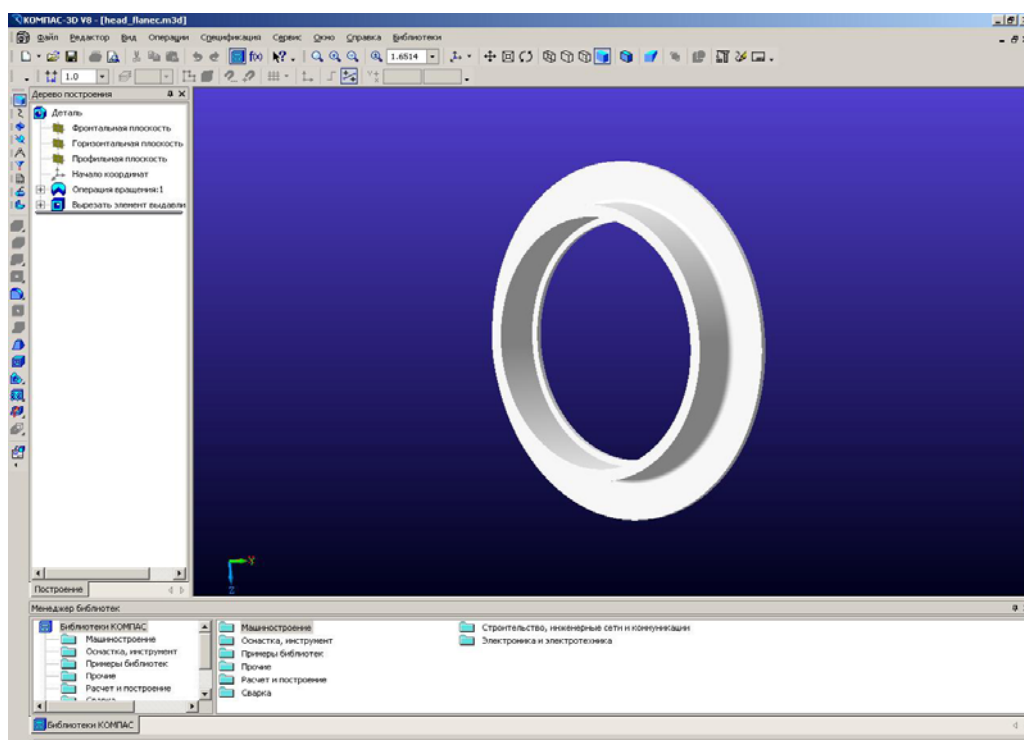 КОМПАС-3D V8 - [head_flanec.m3d]
Файл Редактор Вид Операции Спецификация Сервис Окно Справка Библиотеки
f(x) 1.6514
1.0
Дерево построения
Деталь
Фронтальная плоскость
Горизонтальная плоскость
Профильная плоскость
Начало координат
Операция вращения:1
Вырезать элемент выдавли
Y
Z
Построение
Менеджер библиотек
Библиотеки КОМПАС
Машиностроение
Оснастка, инструмент
Примеры библиотек
Прочие
Расчет и построение
Сварка
Машиностроение
Оснастка, инструмент
Примеры библиотек
Прочие
Расчет и построение
Сварка
Строительство, инженерные сети и коммуникации
Электроника и электротехника
Библиотеки КОМПАС